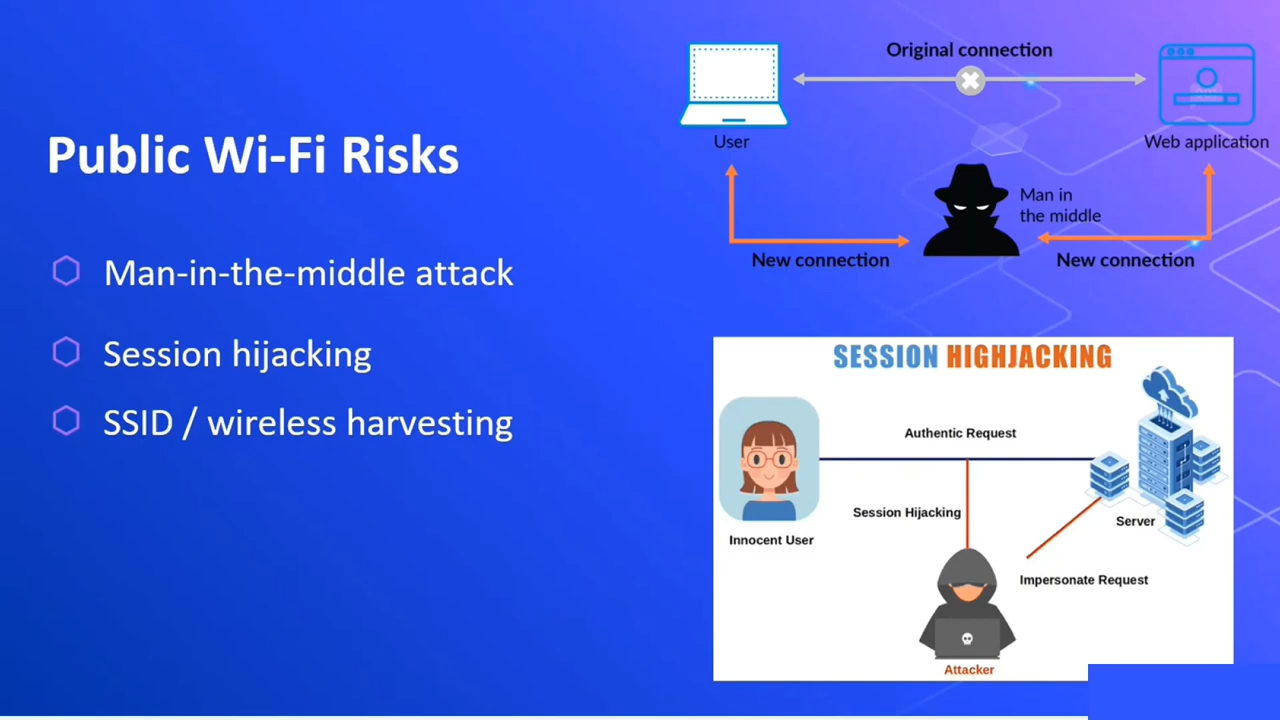 Public Wi-Fi Risks
Man-in-the-middle attack
Session hijacking
SSID / wireless harvesting
Original connection
User
Web application
Man in
the middle
New connection
New connection
SESSION HIGHJACKING
Authentic Request
Session Hijacking
Server
Innocent User
Impersonate Request
Attacker